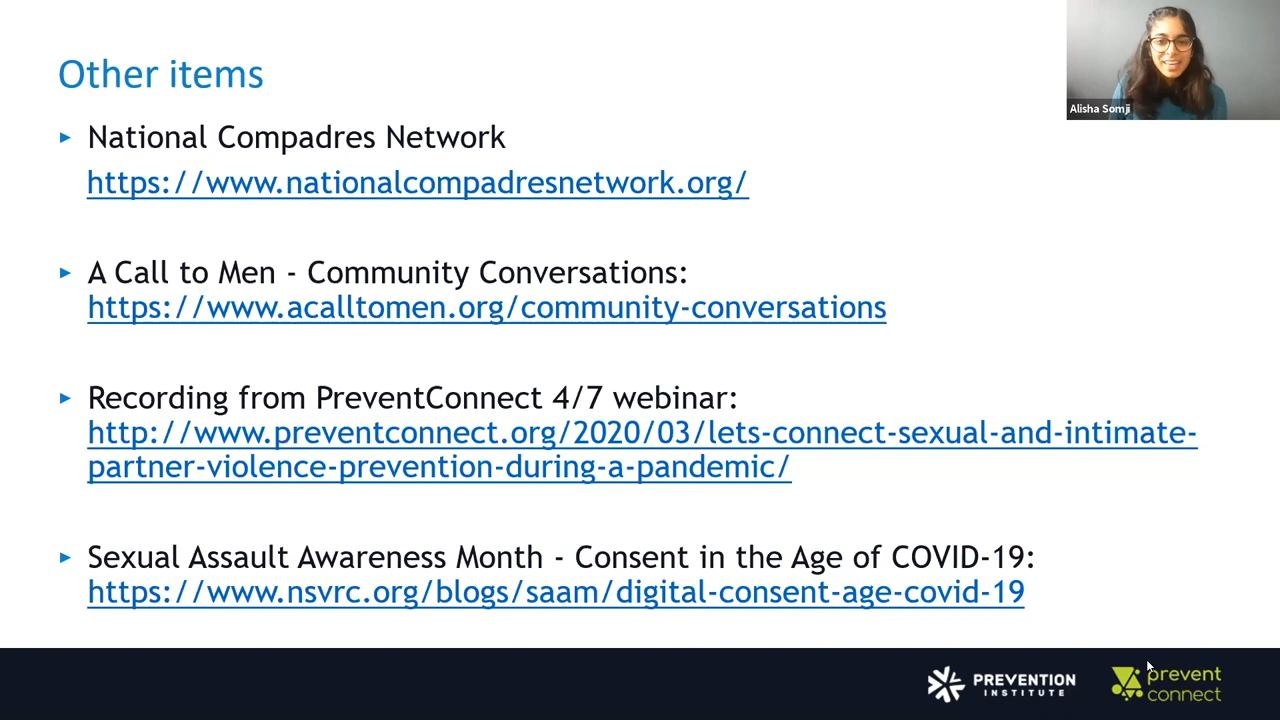 Other items
Alisha Somji
▸ National Compadres Network
https://www.nationalcompadresnetwork.org/
▸ A Call to Men - Community Conversations:
https://www.acalltomen.org/community-conversations
▸ Recording from PreventConnect 4/7 webinar:
http://www.preventconnect.org/2020/03/lets-connect-sexual-and-intimate-
partner-violence-prevention-during-a-pandemic/
▸ Sexual Assault Awareness Month - Consent in the Age of COVID-19:
https://www.nsvrc.org/blogs/saam/digital-consent-age-covid-19
PREVENTION
INSTITUTE
prevent
connect